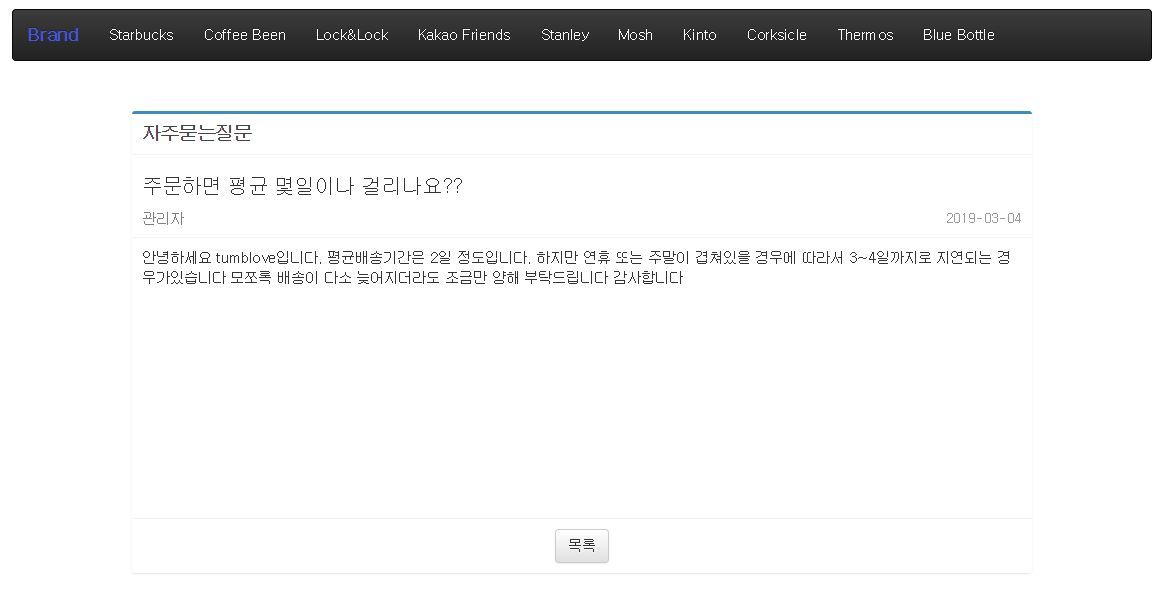 Brand Starbucks Coffee Been Lock&Lock Kakao Friends Stanley Mosh Kinto Corksicle Thermos Blue Bottle
자주묻는질문
주문하면 평균 몇일이나 걸리나요??
관리자 2019-03-04
안녕하세요 tumblove입니다. 평균배송기간은 2일 정도입니다. 하지만 연휴 또는 주말이 겹쳐있을 경우에 따라서 3~4일까지로 지연되는 경
우가있습니다 모쪼록 배송이 다소 늦어지더라도 조금만 양해 부탁드립니다 감사합니다
목록